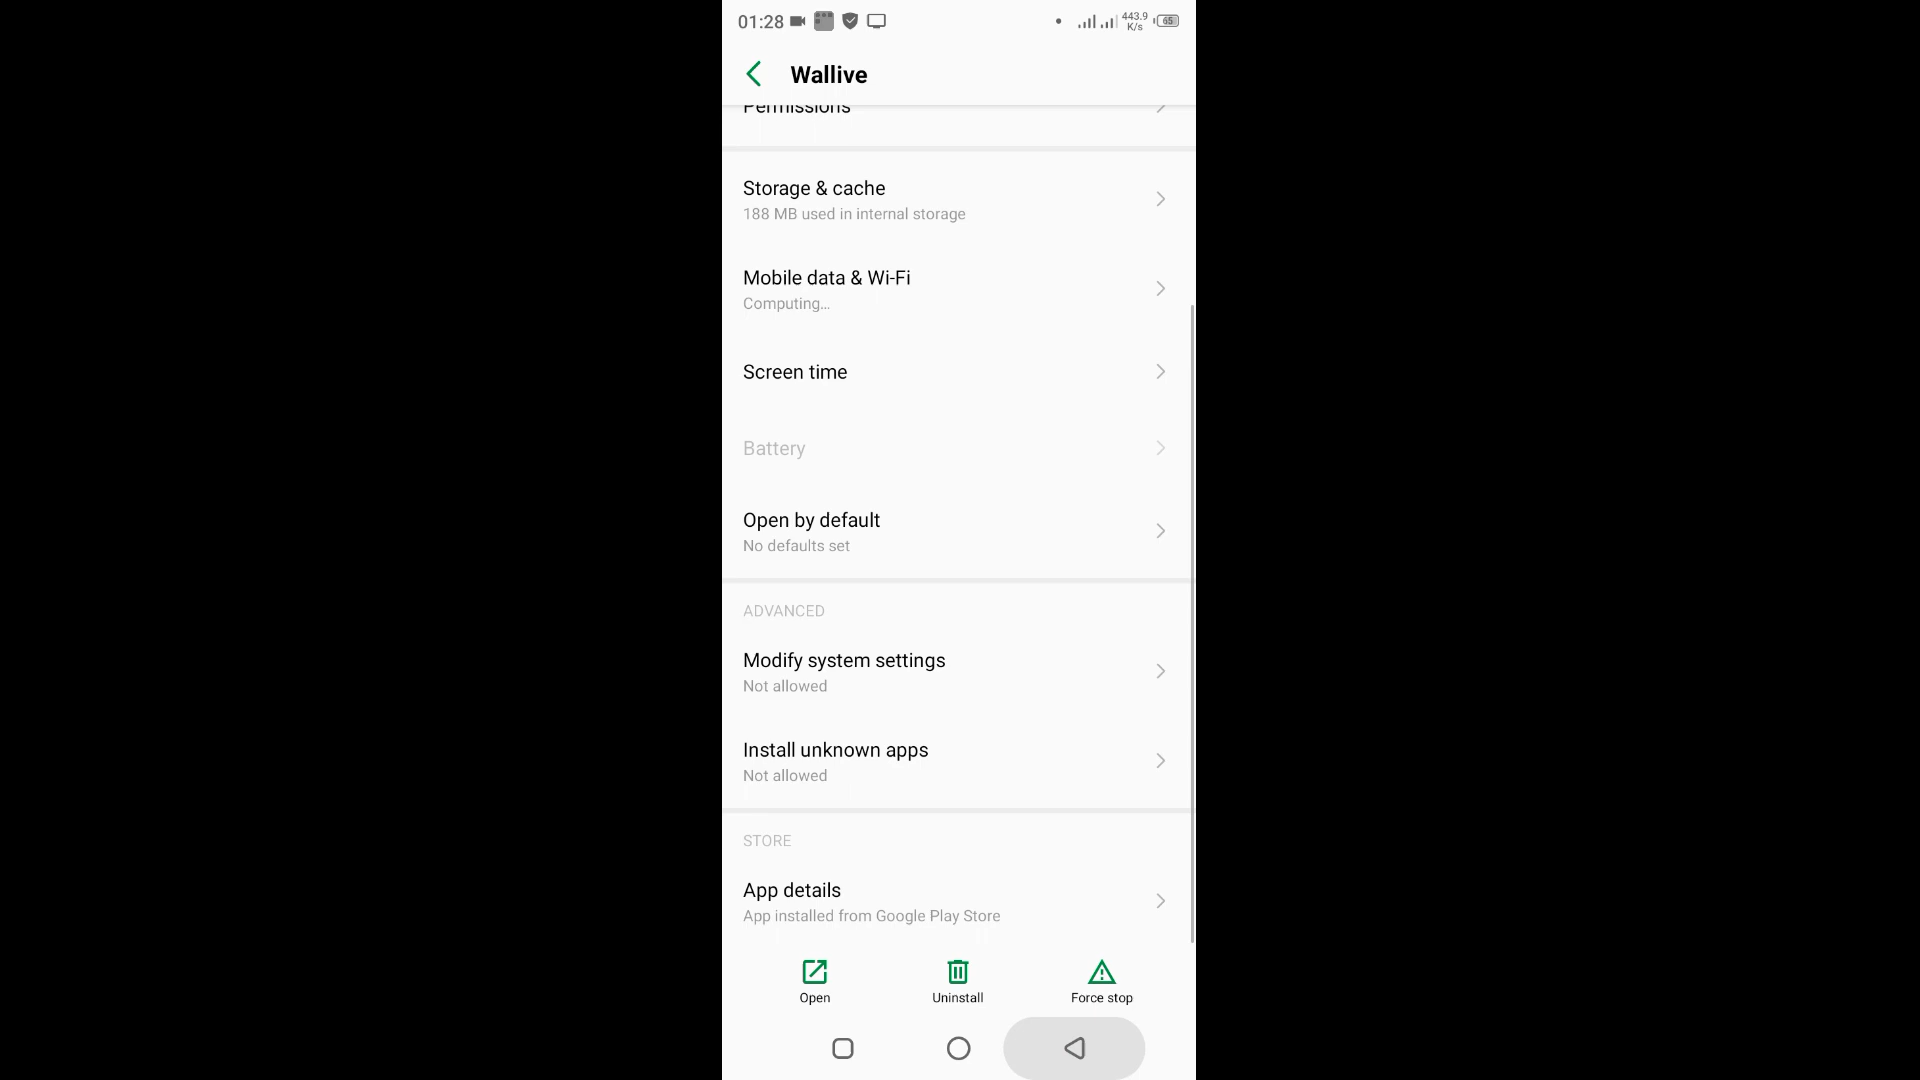 01:28
443.9
K/s
65
Wallive
Permissions
Storage & cache
188 MB used in internal storage
Mobile data & Wi-Fi
Computing...
Screen time
Battery
Open by default
No defaults set
ADVANCED
Modify system settings
Not allowed
Install unknown apps
Not allowed
STORE
App details
App installed from Google Play Store
Open
Uninstall
Force stop